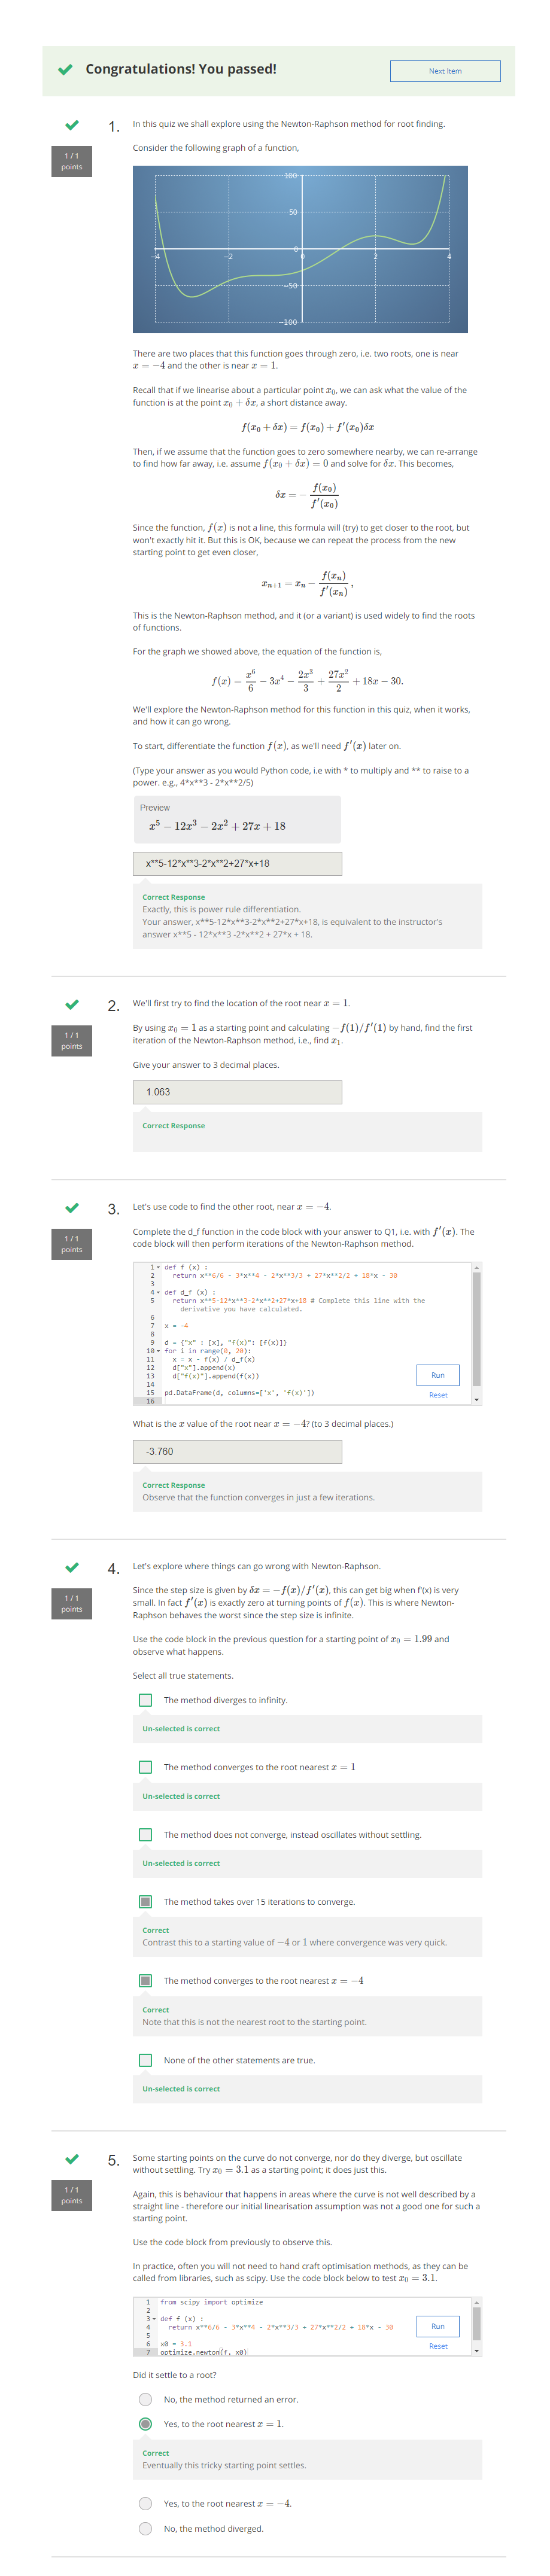 Congratulations! You passed!
Next Item
1.
1 / 1
points
In this quiz we shall explore using the Newton-Raphson method for root finding.
Consider the following graph of a function,
100
50
0
-4
-2
0
2
4
-50
-100
There are two places that this function goes through zero, i.e. two roots, one is near
x = −4 and the other is near x = 1.
Recall that if we linearise about a particular point x₀, we can ask what the value of the
function is at the point x₀ + δx, a short distance away.
f(x₀ + δx) = f(x₀) + f′(x₀)δx
Then, if we assume that the function goes to zero somewhere nearby, we can re-arrange
to find how far away, i.e. assume f(x₀ + δx) = 0 and solve for δx. This becomes,
δx = − f(x₀) / f′(x₀)
Since the function, f(x) is not a line, this formula will (try) to get closer to the root, but
won't exactly hit it. But this is OK, because we can repeat the process from the new
starting point to get even closer,
xₙ₊₁ = xₙ − f(xₙ) / f′(xₙ) ,
This is the Newton-Raphson method, and it (or a variant) is used widely to find the roots
of functions.
For the graph we showed above, the equation of the function is,
f(x) = x⁶/6 − 3x⁴ − 2x³/3 + 27x²/2 + 18x − 30.
We'll explore the Newton-Raphson method for this function in this quiz, when it works,
and how it can go wrong.
To start, differentiate the function f(x), as we'll need f′(x) later on.
(Type your answer as you would Python code, i.e with * to multiply and ** to raise to a
power. e.g., 4*x**3 - 2*x**2/5)
Preview
x⁵ − 12x³ − 2x² + 27x + 18
x**5-12*x**3-2*x**2+27*x+18
Correct Response
Exactly, this is power rule differentiation.
Your answer, x**5-12*x**3-2*x**2+27*x+18, is equivalent to the instructor's
answer x**5 - 12*x**3 -2*x**2 + 27*x + 18.
2.
1 / 1
points
We'll first try to find the location of the root near x = 1.
By using x₀ = 1 as a starting point and calculating −f(1)/f′(1) by hand, find the first
iteration of the Newton-Raphson method, i.e., find x₁.
Give your answer to 3 decimal places.
1.063
Correct Response
3.
1 / 1
points
Let's use code to find the other root, near x = −4.
Complete the d_f function in the code block with your answer to Q1, i.e. with f′(x). The
code block will then perform iterations of the Newton-Raphson method.
1 def f (x) :
2 return x**6/6 - 3*x**4 - 2*x**3/3 + 27*x**2/2 + 18*x - 30
3
4 def d_f (x) :
5 return x**5-12*x**3-2*x**2+27*x+18 # Complete this line with the
derivative you have calculated.
6
7 x = -4
8
9 d = {"x" : [x], "f(x)": [f(x)]}
10 for i in range(0, 20):
11 x = x - f(x) / d_f(x)
12 d["x"].append(x)
13 d["f(x)"].append(f(x))
14
15 pd.DataFrame(d, columns=['x', 'f(x)'])
16
Run
Reset
What is the x value of the root near x = −4? (to 3 decimal places.)
-3.760
Correct Response
Observe that the function converges in just a few iterations.
4.
1 / 1
points
Let's explore where things can go wrong with Newton-Raphson.
Since the step size is given by δx = −f(x)/f′(x), this can get big when f'(x) is very
small. In fact f′(x) is exactly zero at turning points of f(x). This is where Newton-
Raphson behaves the worst since the step size is infinite.
Use the code block in the previous question for a starting point of x₀ = 1.99 and
observe what happens.
Select all true statements.
The method diverges to infinity.
Un-selected is correct
The method converges to the root nearest x = 1
Un-selected is correct
The method does not converge, instead oscillates without settling.
Un-selected is correct
The method takes over 15 iterations to converge.
Correct
Contrast this to a starting value of −4 or 1 where convergence was very quick.
The method converges to the root nearest x = −4
Correct
Note that this is not the nearest root to the starting point.
None of the other statements are true.
Un-selected is correct
5.
1 / 1
points
Some starting points on the curve do not converge, nor do they diverge, but oscillate
without settling. Try x₀ = 3.1 as a starting point; it does just this.
Again, this is behaviour that happens in areas where the curve is not well described by a
straight line - therefore our initial linearisation assumption was not a good one for such a
starting point.
Use the code block from previously to observe this.
In practice, often you will not need to hand craft optimisation methods, as they can be
called from libraries, such as scipy. Use the code block below to test x₀ = 3.1.
1 from scipy import optimize
2
3 def f (x) :
4 return x**6/6 - 3*x**4 - 2*x**3/3 + 27*x**2/2 + 18*x - 30
5
6 x0 = 3.1
7 optimize.newton(f, x0)
Run
Reset
Did it settle to a root?
No, the method returned an error.
Yes, to the root nearest x = 1.
Correct
Eventually this tricky starting point settles.
Yes, to the root nearest x = −4.
No, the method diverged.